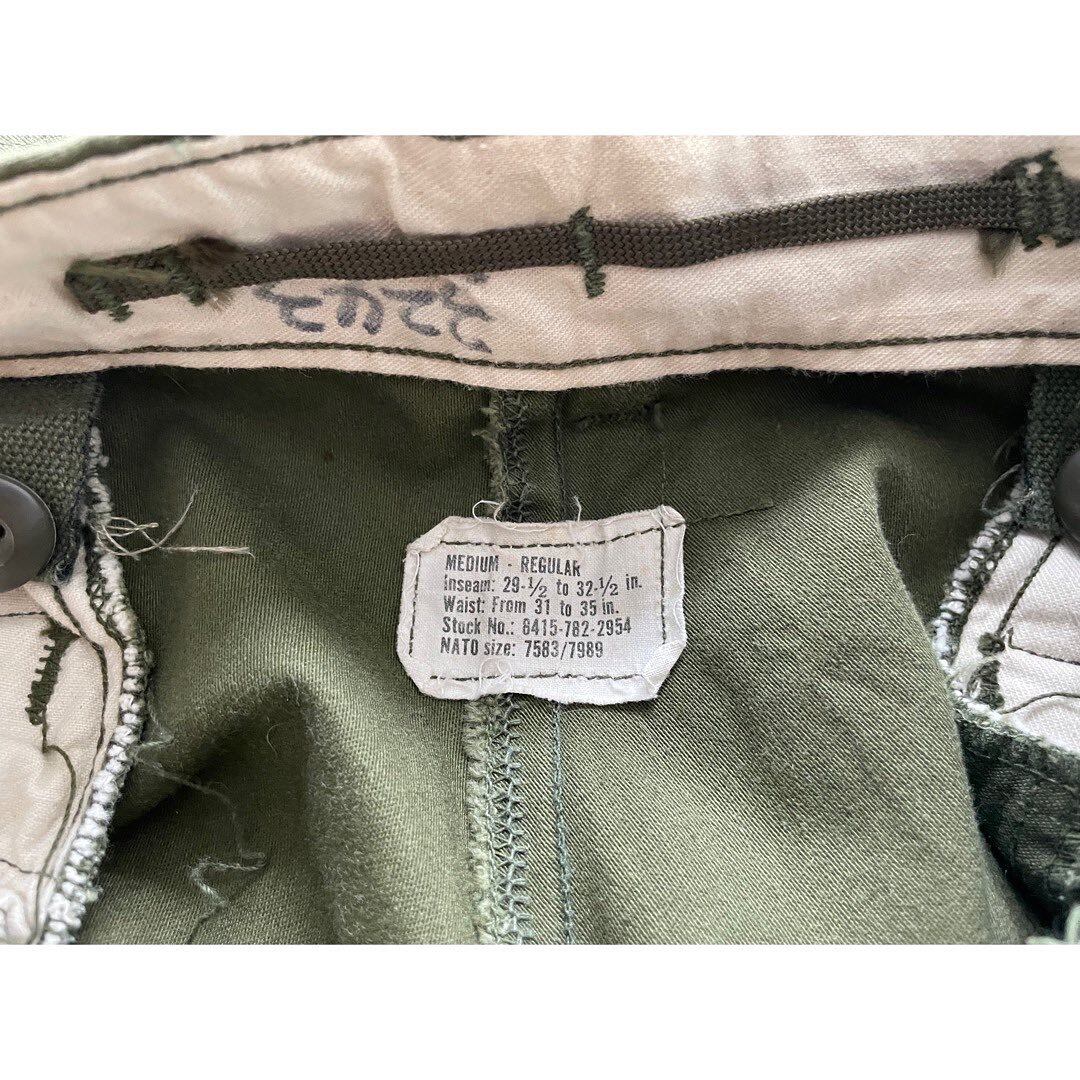 MEDIUM - REGULAR
Inseam: 29-1/2 to 32-1/2 in.
Waist: From 31 to 35 in.
Stock No.: 8415-782-2954
NATO size: 7583/7989